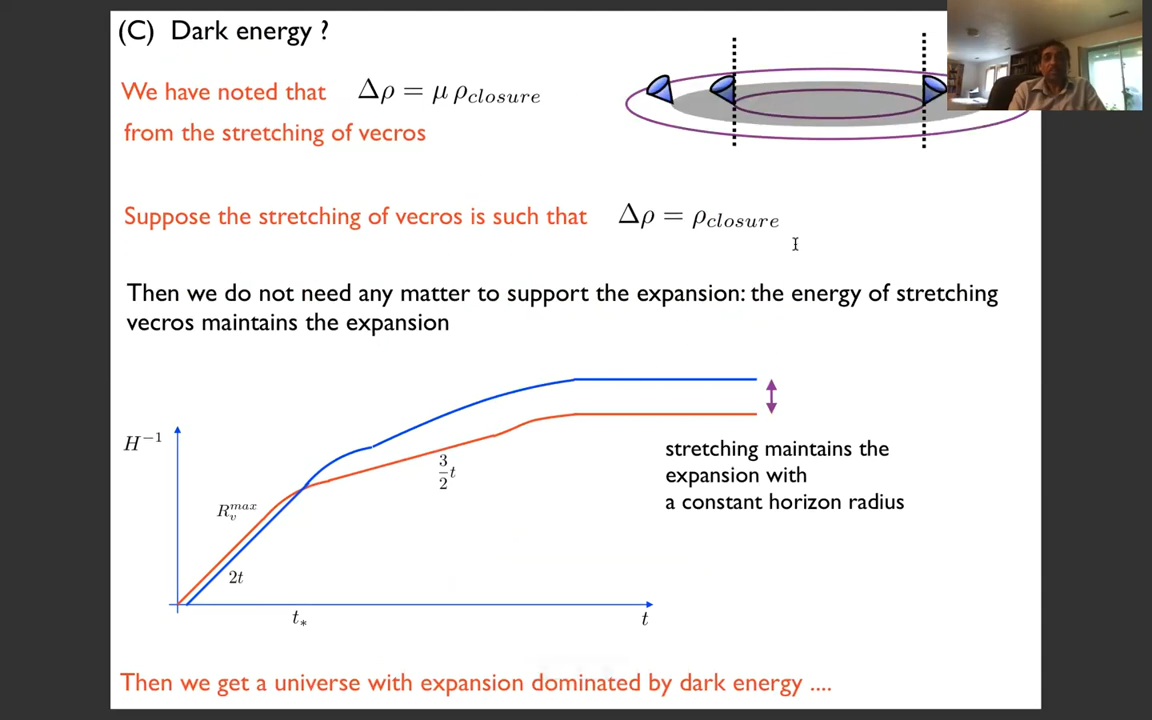 (C) Dark energy ?
We have noted that Δρ = μ ρ_closure
from the stretching of vecros
Suppose the stretching of vecros is such that Δρ = ρ_closure
Then we do not need any matter to support the expansion: the energy of stretching
vecros maintains the expansion
H^{-1}
stretching maintains the
expansion with
a constant horizon radius
\frac{3}{2}t
R_v^{max}
2t
t_*
t
Then we get a universe with expansion dominated by dark energy ....